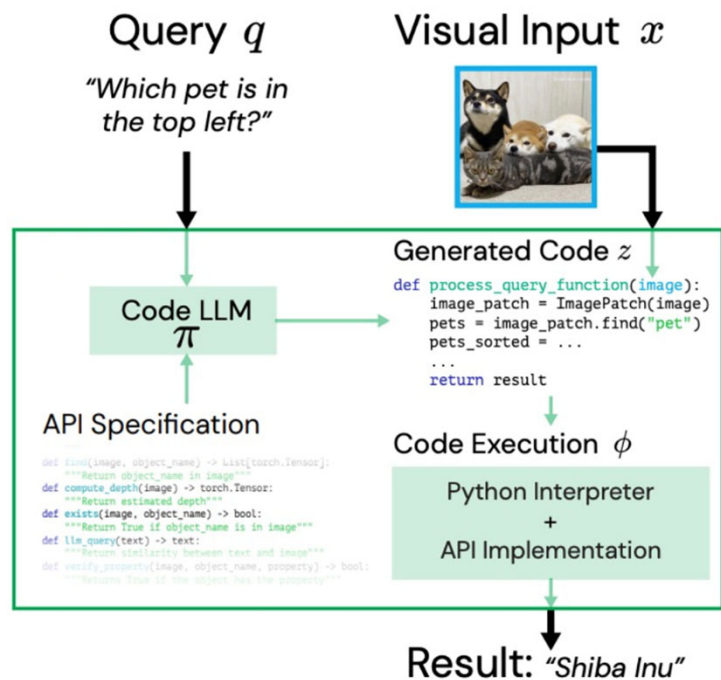 Query q
Visual Input x
“Which pet is in
the top left?”
Code LLM
π
API Specification
def find(image, object_name) -> List[torch.Tensor]:
"""Return object_name in image"""
def compute_depth(image) -> torch.Tensor:
"""Return estimated depth"""
def exists(image, object_name) -> bool:
"""Return True if object_name is in image"""
def llm_query(text) -> text:
"""Return similarity between text and image"""
def verify_property(image, object_name, property) -> bool:
"""Returns True if the object has the property"""
Generated Code z
def process_query_function(image):
image_patch = ImagePatch(image)
pets = image_patch.find("pet")
pets_sorted = ...
...
return result
Code Execution ϕ
Python Interpreter
+
API Implementation
Result: “Shiba Inu”